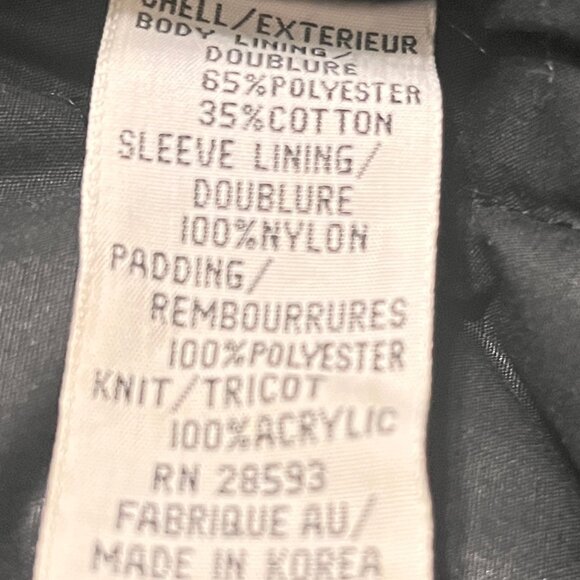 SHELL/EXTERIEUR
BODY LINING/
DOUBLURE
65%POLYESTER
35%COTTON
SLEEVE LINING/
DOUBLURE
100%NYLON
PADDING/
REMBOURRURES
100%POLYESTER
KNIT/TRICOT
100%ACRYLIC
RN 28593
FABRIQUE AU/
MADE IN KOREA